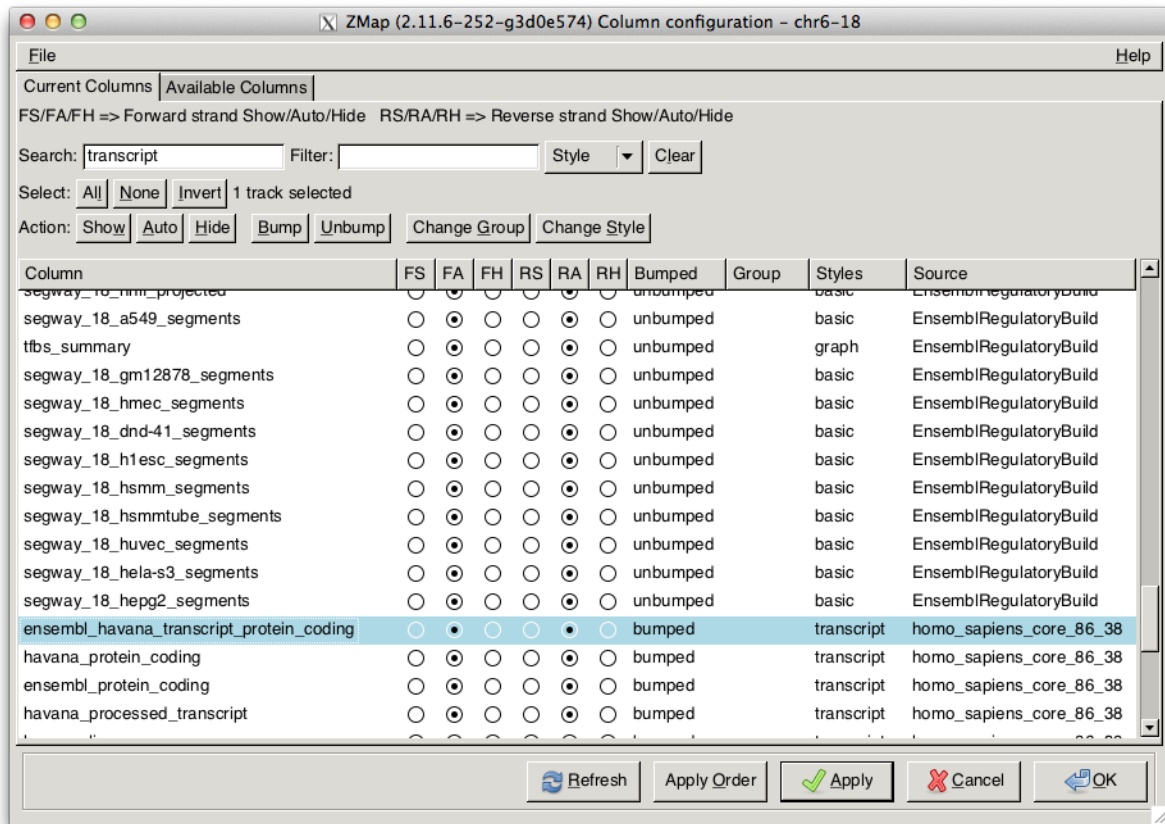 ZMap (2.11.6-252-g3d0e574) Column configuration – chr6-18
File Help
Current Columns Available Columns
FS/FA/FH => Forward strand Show/Auto/Hide RS/RA/RH => Reverse strand Show/Auto/Hide
Search: transcript Filter: Style Clear
Select: All None Invert 1 track selected
Action: Show Auto Hide Bump Unbump Change Group Change Style
Column FS FA FH RS RA RH Bumped Group Styles Source
unbumped basic EnsemblRegulatoryBuild
segway_18_a549_segments unbumped basic EnsemblRegulatoryBuild
tfbs_summary unbumped graph EnsemblRegulatoryBuild
segway_18_gm12878_segments unbumped basic EnsemblRegulatoryBuild
segway_18_hmec_segments unbumped basic EnsemblRegulatoryBuild
segway_18_dnd-41_segments unbumped basic EnsemblRegulatoryBuild
segway_18_h1esc_segments unbumped basic EnsemblRegulatoryBuild
segway_18_hsmm_segments unbumped basic EnsemblRegulatoryBuild
segway_18_hsmmtube_segments unbumped basic EnsemblRegulatoryBuild
segway_18_huvec_segments unbumped basic EnsemblRegulatoryBuild
segway_18_hela-s3_segments unbumped basic EnsemblRegulatoryBuild
segway_18_hepg2_segments unbumped basic EnsemblRegulatoryBuild
ensembl_havana_transcript_protein_coding bumped transcript homo_sapiens_core_86_38
havana_protein_coding bumped transcript homo_sapiens_core_86_38
ensembl_protein_coding bumped transcript homo_sapiens_core_86_38
havana_processed_transcript bumped transcript homo_sapiens_core_86_38
Refresh Apply Order Apply Cancel OK